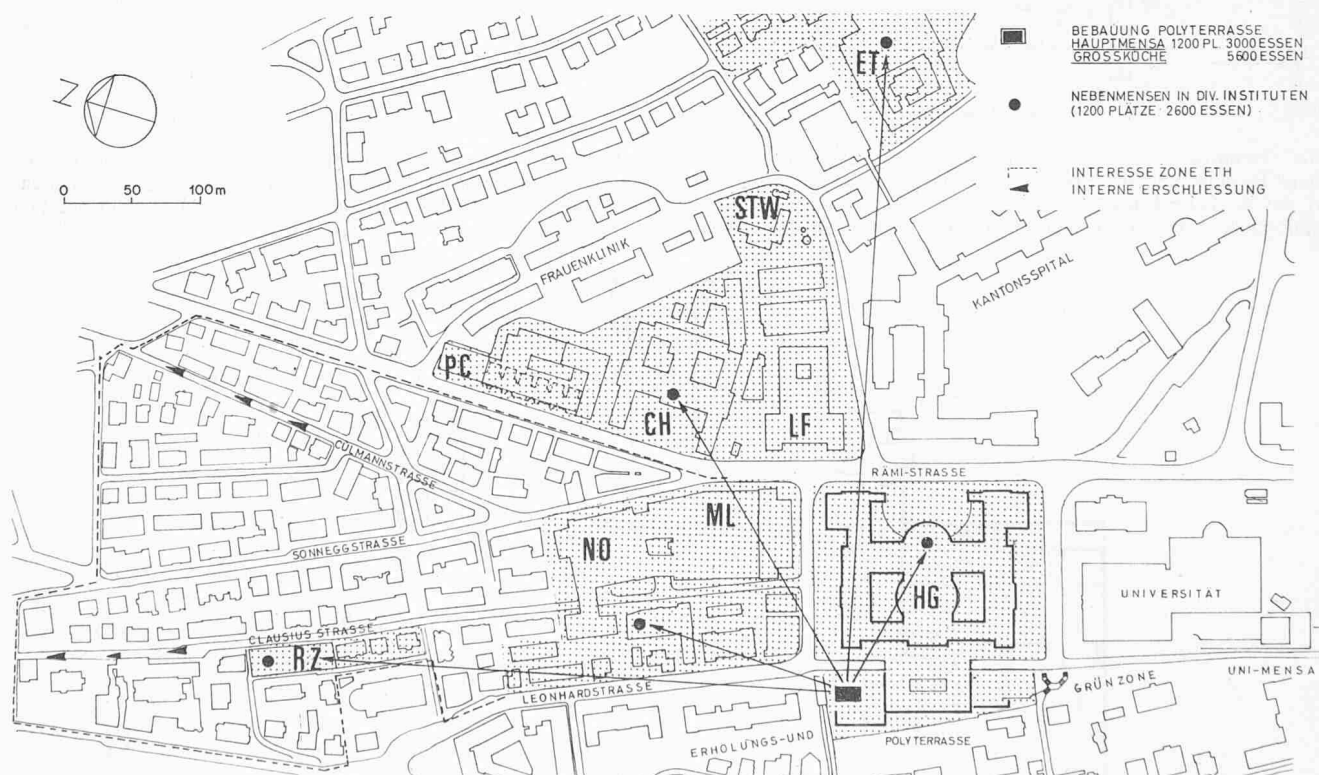 BEBAUUNG POLYTERRASSE
HAUPTMENSA 1200 PL. 3000 ESSEN
GROSSKÜCHE 5600 ESSEN
NEBENMENSEN IN DIV. INSTITUTEN
(1200 PLÄTZE 2600 ESSEN)
INTERESSE ZONE ETH
INTERNE ERSCHLIESSUNG
N
0 50 100m
ET
STW
FRAUENKLINIK
KANTONSSPITAL
PC
CH
LF
CULMANNSTRASSE
RÄMI-STRASSE
ML
SONNEGGSTRASSE
NO
HG
UNIVERSITÄT
CLAUSIUS STRASSE
RZ
LEONHARDSTRASSE
GRÜNZONE
UNI-MENSA
ERHOLUNGS-UND
POLYTERRASSE